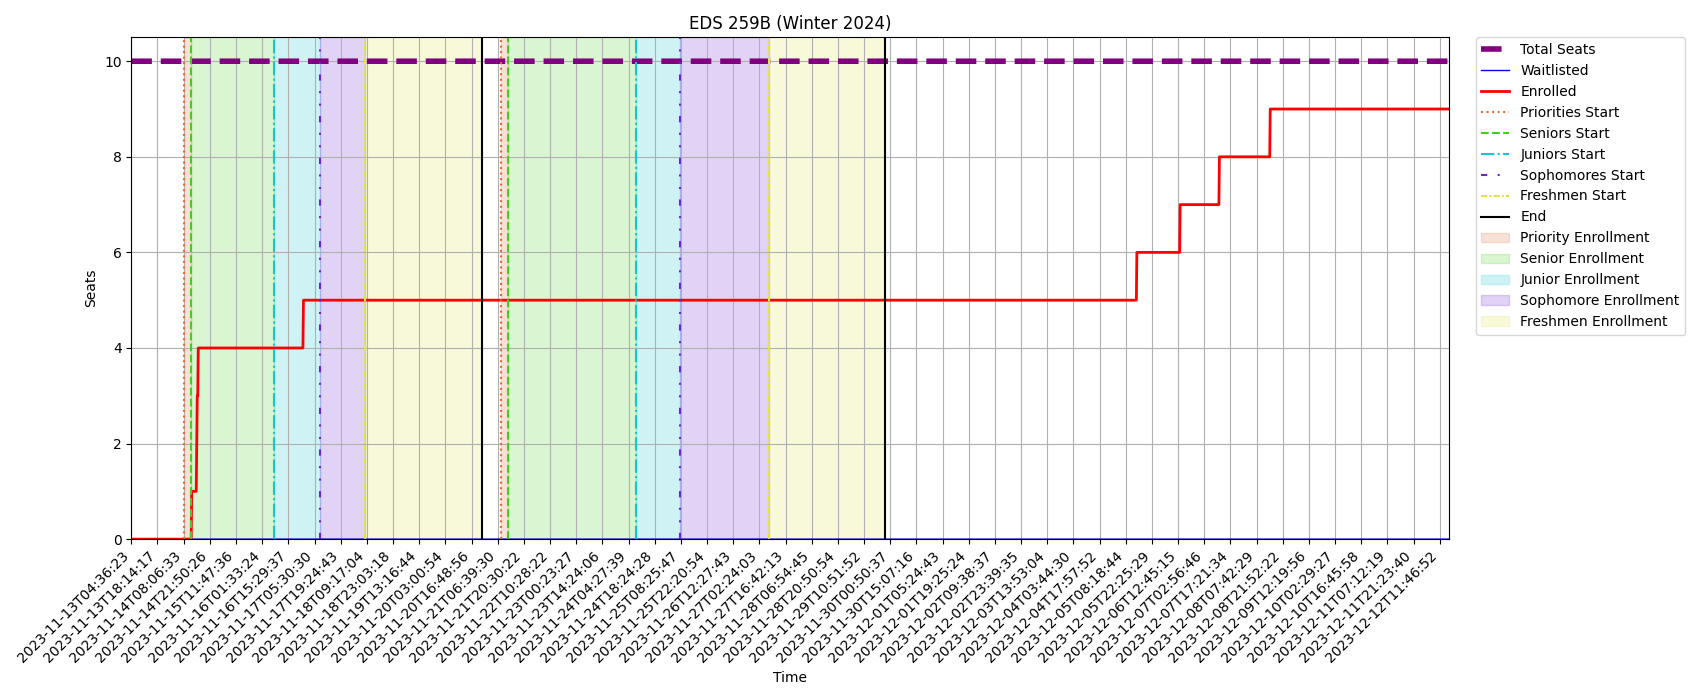 EDS 259B (Winter 2024)
10
8
6
4
2
0
Seats
2023-11-13T04:36:23
2023-11-13T18:14:17
2023-11-14T08:06:33
2023-11-14T21:50:26
2023-11-15T11:47:36
2023-11-16T01:33:24
2023-11-16T15:29:37
2023-11-17T05:30:30
2023-11-17T19:24:43
2023-11-18T09:17:04
2023-11-18T23:03:18
2023-11-19T13:16:44
2023-11-20T03:00:54
2023-11-20T16:48:56
2023-11-21T06:39:30
2023-11-21T20:30:22
2023-11-22T10:28:22
2023-11-23T00:23:27
2023-11-23T14:24:06
2023-11-24T04:27:39
2023-11-24T18:24:28
2023-11-25T08:25:47
2023-11-25T22:20:54
2023-11-26T12:27:43
2023-11-27T02:24:03
2023-11-27T16:42:13
2023-11-28T06:54:45
2023-11-28T20:50:54
2023-11-29T10:51:52
2023-11-30T00:50:37
2023-11-30T15:07:16
2023-12-01T05:24:43
2023-12-01T19:25:24
2023-12-02T09:38:37
2023-12-02T23:39:35
2023-12-03T13:53:04
2023-12-04T03:44:30
2023-12-04T17:57:52
2023-12-05T08:18:44
2023-12-05T22:25:29
2023-12-06T12:45:15
2023-12-07T02:56:46
2023-12-07T17:21:34
2023-12-08T07:42:29
2023-12-08T21:52:22
2023-12-09T12:19:56
2023-12-10T02:29:27
2023-12-10T16:45:58
2023-12-11T07:12:19
2023-12-11T21:23:40
2023-12-12T11:46:52
Time
Total Seats
Waitlisted
Enrolled
Priorities Start
Seniors Start
Juniors Start
Sophomores Start
Freshmen Start
End
Priority Enrollment
Senior Enrollment
Junior Enrollment
Sophomore Enrollment
Freshmen Enrollment